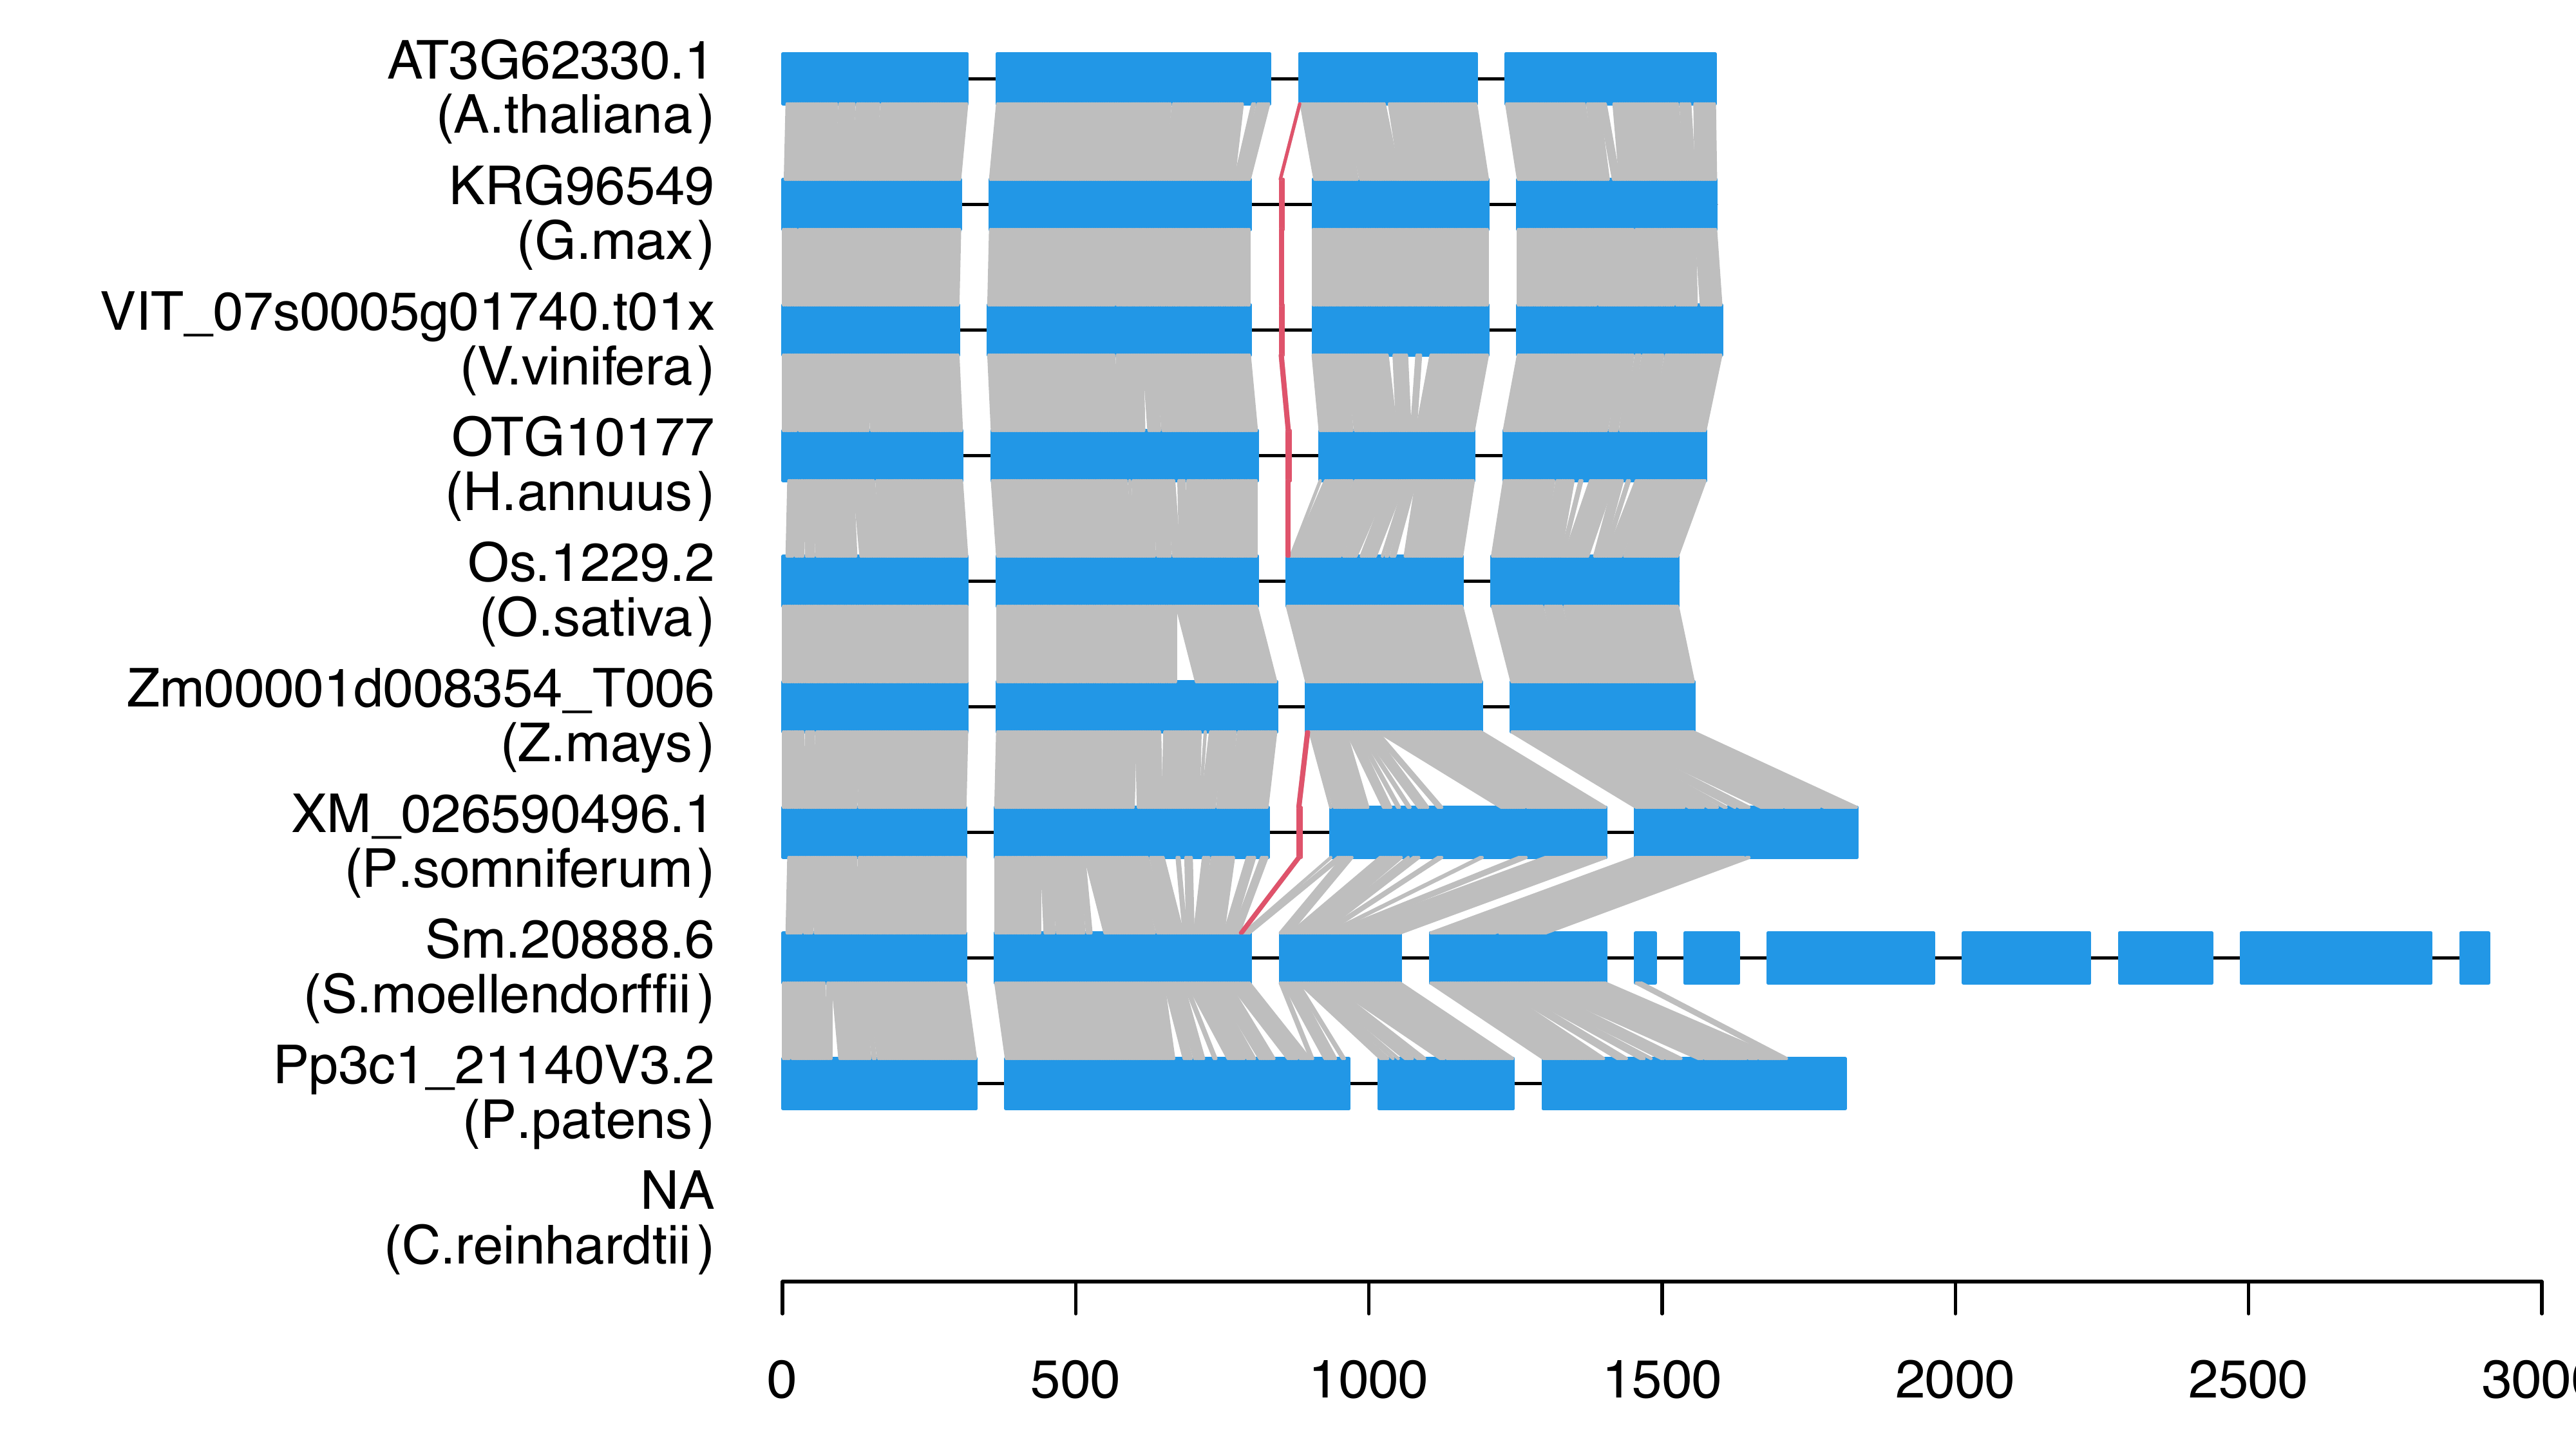 AT3G62330.1
(A.thaliana)
KRG96549
(G.max)
VIT_07s0005g01740.t01x
(V.vinifera)
OTG10177
(H.annuus)
Os.1229.2
(O.sativa)
Zm00001d008354_T006
(Z.mays)
XM_026590496.1
(P.somniferum)
Sm.20888.6
(S.moellendorffii)
Pp3c1_21140V3.2
(P.patens)
NA
(C.reinhardtii)
0 500 1000 1500 2000 2500